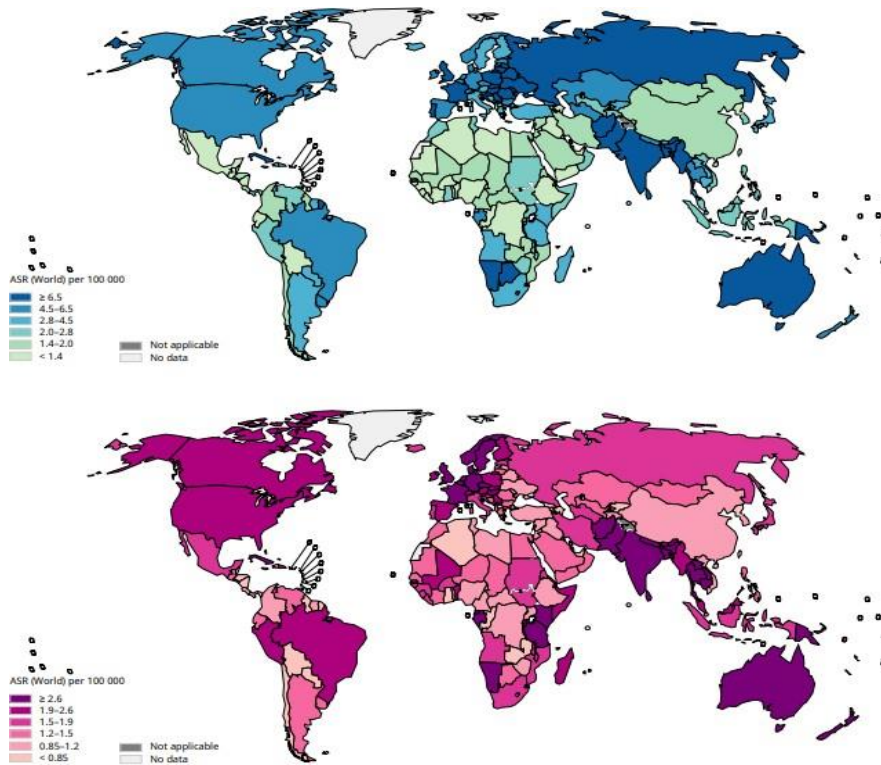 ASR (World) per 100 000
≥ 6.5
4.5–6.5
2.8–4.5
2.0–2.8
1.4–2.0
< 1.4
Not applicable
No data
ASR (World) per 100 000
≥ 2.6
1.9–2.6
1.5–1.9
1.2–1.5
0.85–1.2
< 0.85
Not applicable
No data